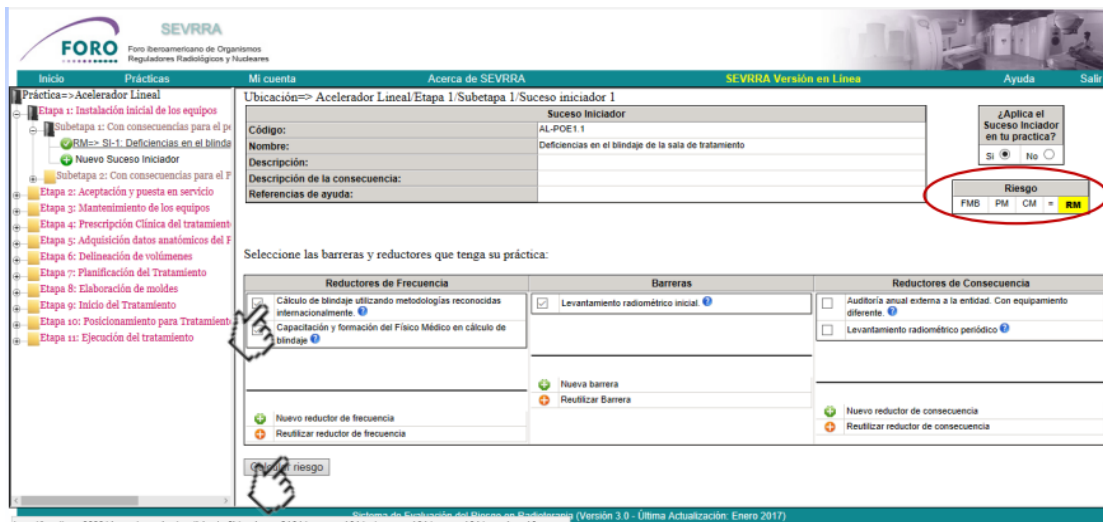 SEVRRA
FORO
Foro iberoamericano de Organismos
Reguladores Radiológicos y Nucleares
Inicio Prácticas Mi cuenta Acerca de SEVRRA SEVRRA Versión en Línea Ayuda Salir
Práctica=>Acelerador Lineal
Etapa 1: Instalación inicial de los equipos
Subetapa 1: Con consecuencias para el
RM=> SI-1: Deficiencias en el
Nuevo Suceso Iniciador
Subetapa 2: Con consecuencias para el
Etapa 2: Aceptación y puesta en servicio
Etapa 3: Mantenimiento de los equipos
Etapa 4: Prescripción Clínica del
Etapa 5: Adquisición datos anatómicos del
Etapa 6: Delineación de volúmenes
Etapa 7: Planificación del Tratamiento
Etapa 8: Elaboración de moldes
Etapa 9: Inicio del Tratamiento
Etapa 10: Posicionamiento para
Etapa 11: Ejecución del tratamiento
Ubicación=> Acelerador Lineal/Etapa 1/Subetapa 1/Suceso iniciador 1
Suceso Iniciador
Código: AL-POE1.1
Nombre: Deficiencias en el blindaje de la sala de tratamiento
Descripción:
Descripción de la consecuencia:
Referencias de ayuda:
¿Aplica el
Suceso Inciador
en tu practica?
Si No
Riesgo
FMB PM CM = RM
Seleccione las barreras y reductores que tenga su práctica:
Reductores de Frecuencia Barreras Reductores de Consecuencia
Cálculo de blindaje utilizando metodologías reconocidas
internacionalmente.
Capacitación y formación del Físico Médico en cálculo de
blindaje
Levantamiento radiométrico inicial.
Auditoría anual externa a la entidad. Con equipamiento
diferente.
Levantamiento radiométrico periódico
Nuevo reductor de frecuencia
Reutilizar reductor de frecuencia
Nueva barrera
Reutilizar Barrera
Nuevo reductor de consecuencia
Reutilizar reductor de consecuencia
riesgo
Sistema de Evaluación del Riesgo en Radioterapia (Versión 3.0 - Última Actualización: Enero 2017)